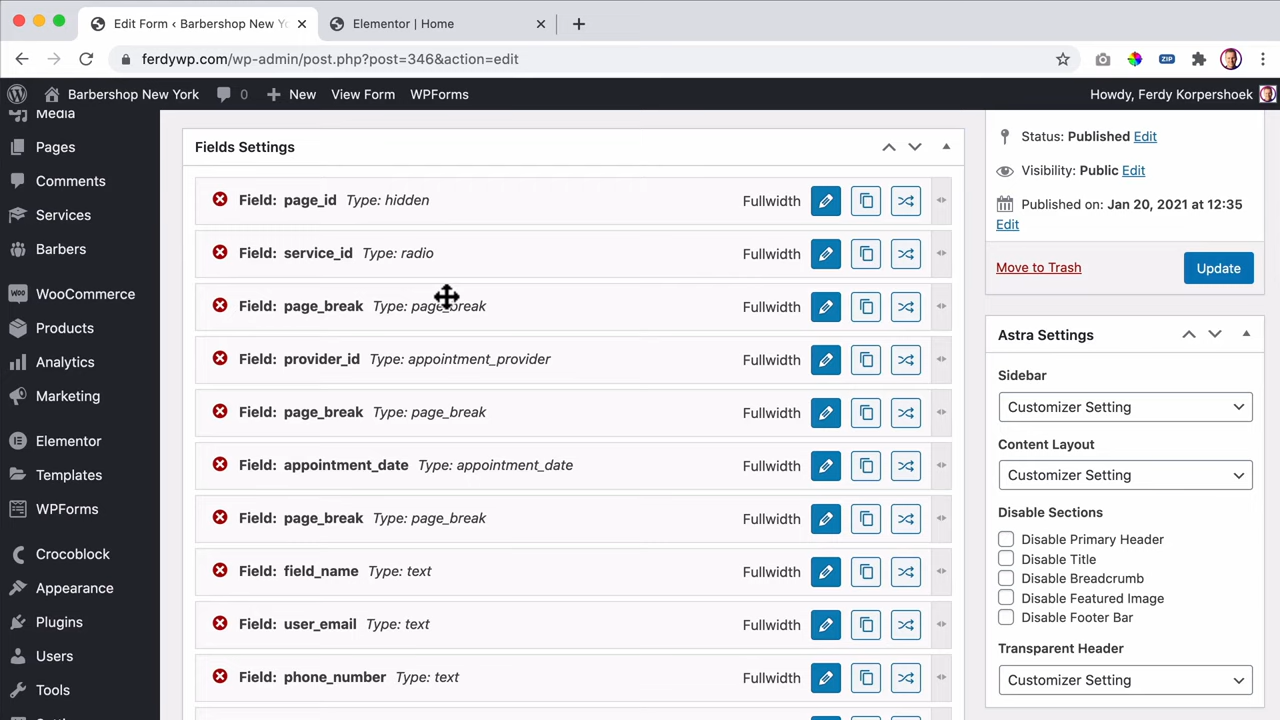 Edit Form ‹ Barbershop New Yo
Elementor | Home
ferdywp.com/wp-admin/post.php?post=346&action=edit
ZIP
Barbershop New York
0
New
View Form
WPForms
Howdy, Ferdy Korpershoek
Media
Pages
Comments
Services
Barbers
WooCommerce
Products
Analytics
Marketing
Elementor
Templates
WPForms
Crocoblock
Appearance
Plugins
Users
Tools
Fields Settings
Field: page_id Type: hidden Fullwidth
Field: service_id Type: radio Fullwidth
Field: page_break Type: page_break Fullwidth
Field: provider_id Type: appointment_provider Fullwidth
Field: page_break Type: page_break Fullwidth
Field: appointment_date Type: appointment_date Fullwidth
Field: page_break Type: page_break Fullwidth
Field: field_name Type: text Fullwidth
Field: user_email Type: text Fullwidth
Field: phone_number Type: text Fullwidth
Status: Published Edit
Visibility: Public Edit
Published on: Jan 20, 2021 at 12:35
Edit
Move to Trash
Update
Astra Settings
Sidebar
Customizer Setting
Content Layout
Customizer Setting
Disable Sections
Disable Primary Header
Disable Title
Disable Breadcrumb
Disable Featured Image
Disable Footer Bar
Transparent Header
Customizer Setting